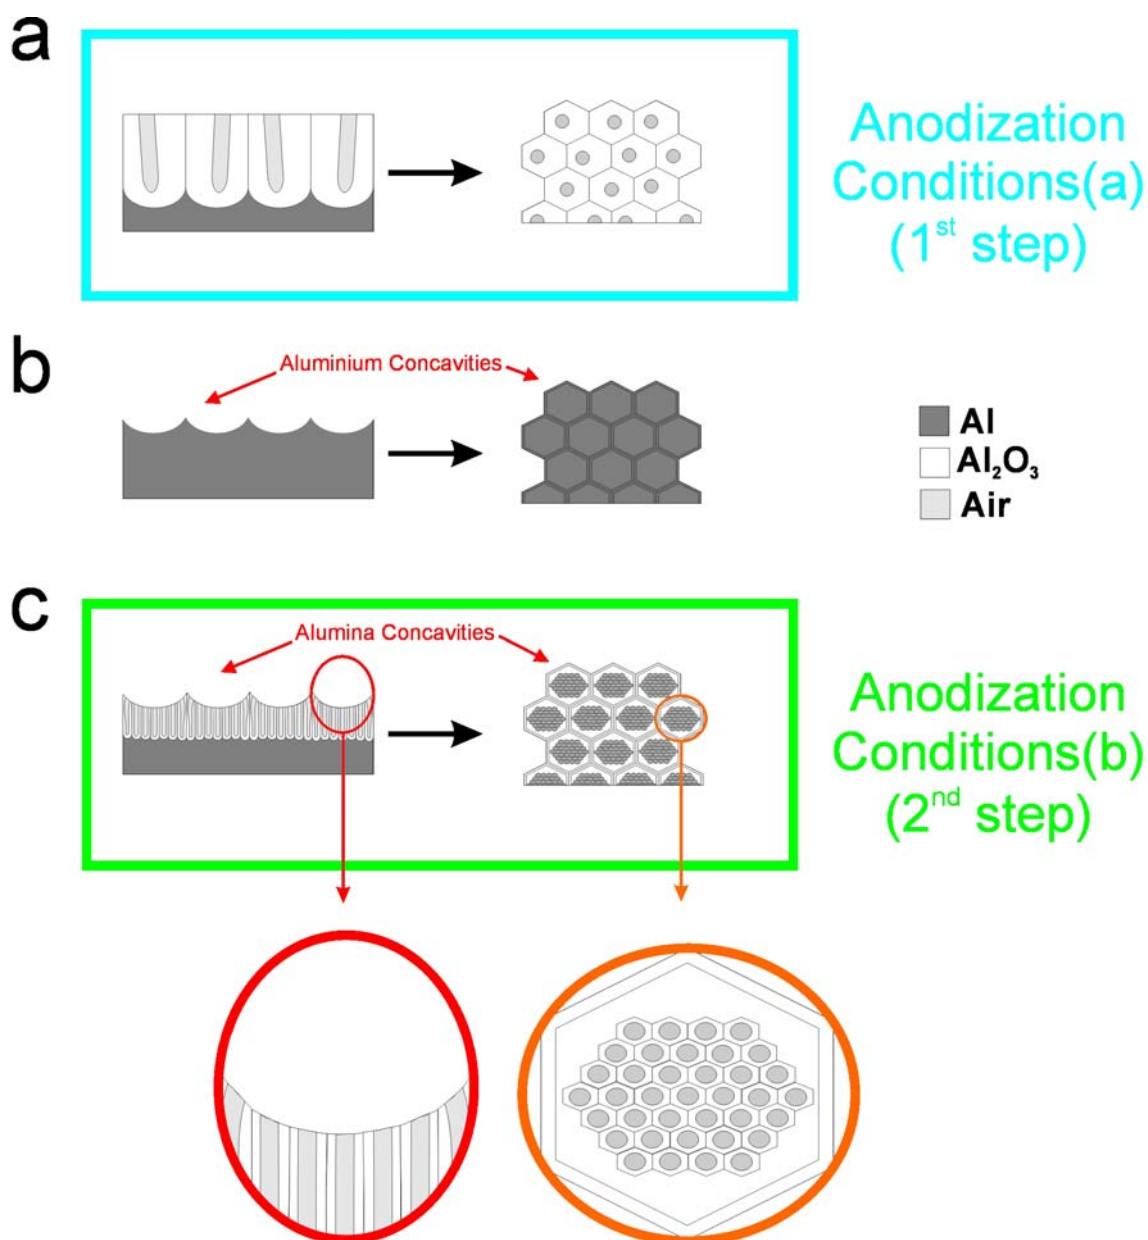 a
Anodization
Conditions(a)
(1st step)
b
Aluminium Concavities
Al
Al₂O₃
Air
c
Alumina Concavities
Anodization
Conditions(b)
(2nd step)